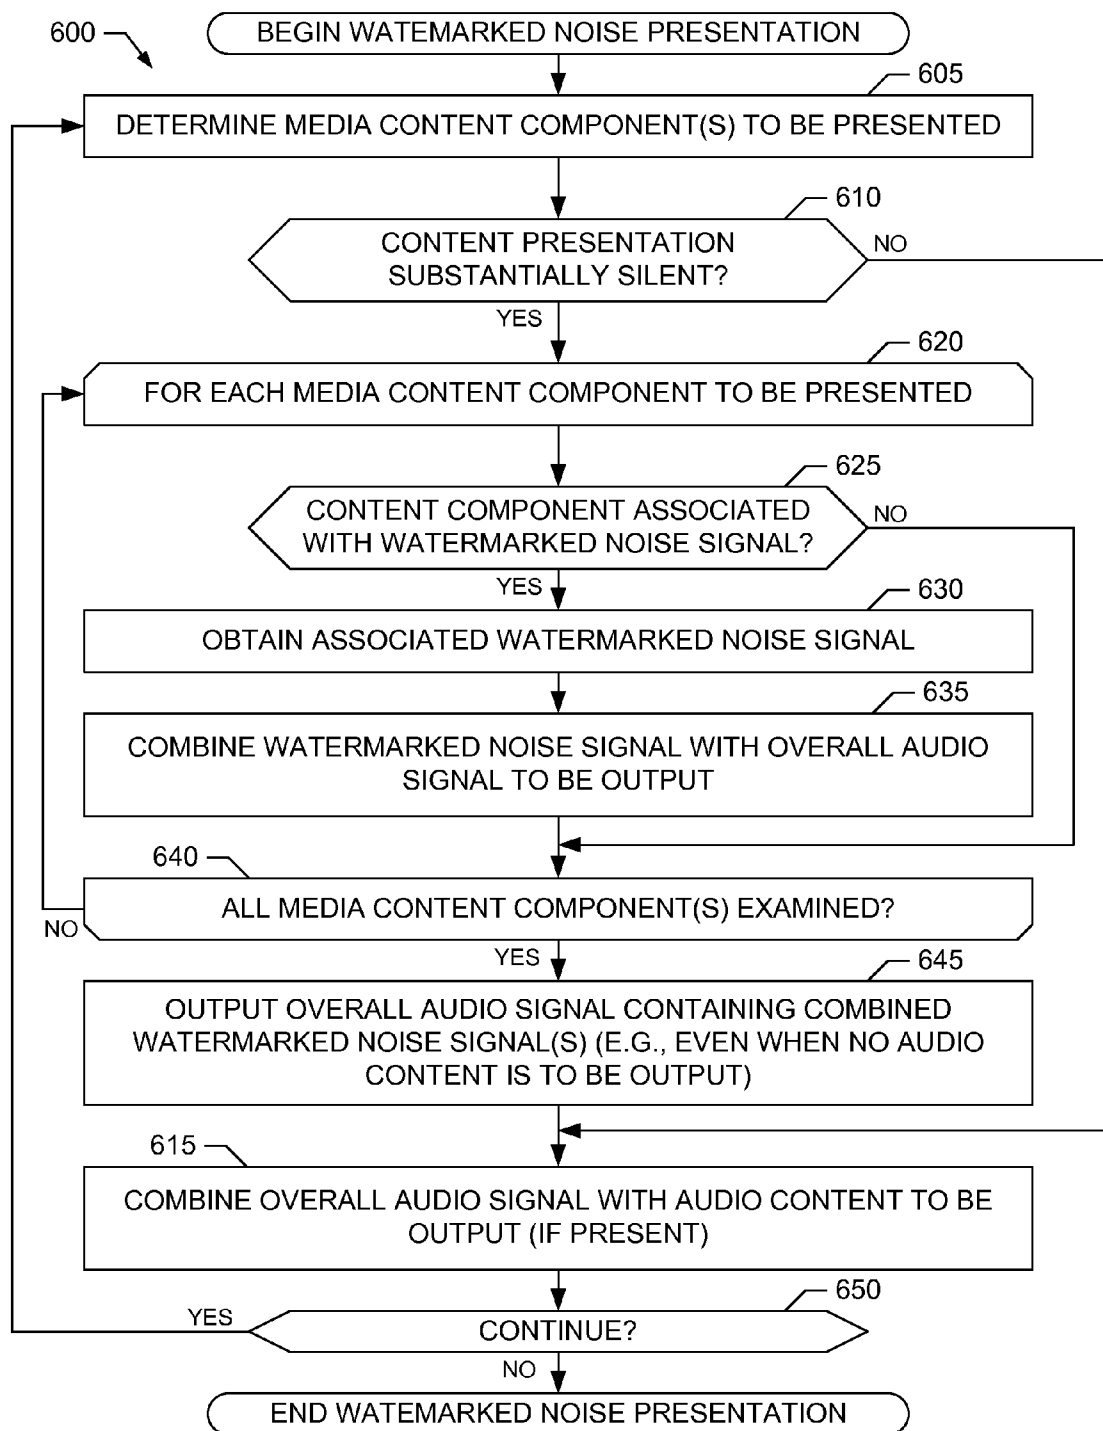 600
BEGIN WATEMARKED NOISE PRESENTATION
605
DETERMINE MEDIA CONTENT COMPONENT(S) TO BE PRESENTED
610
CONTENT PRESENTATION
SUBSTANTIALLY SILENT?
NO
YES
620
FOR EACH MEDIA CONTENT COMPONENT TO BE PRESENTED
625
CONTENT COMPONENT ASSOCIATED
WITH WATERMARKED NOISE SIGNAL?
NO
YES
630
OBTAIN ASSOCIATED WATERMARKED NOISE SIGNAL
635
COMBINE WATERMARKED NOISE SIGNAL WITH OVERALL AUDIO
SIGNAL TO BE OUTPUT
640
ALL MEDIA CONTENT COMPONENT(S) EXAMINED?
NO
YES
645
OUTPUT OVERALL AUDIO SIGNAL CONTAINING COMBINED
WATERMARKED NOISE SIGNAL(S) (E.G., EVEN WHEN NO AUDIO
CONTENT IS TO BE OUTPUT)
615
COMBINE OVERALL AUDIO SIGNAL WITH AUDIO CONTENT TO BE
OUTPUT (IF PRESENT)
650
YES
CONTINUE?
NO
END WATEMARKED NOISE PRESENTATION